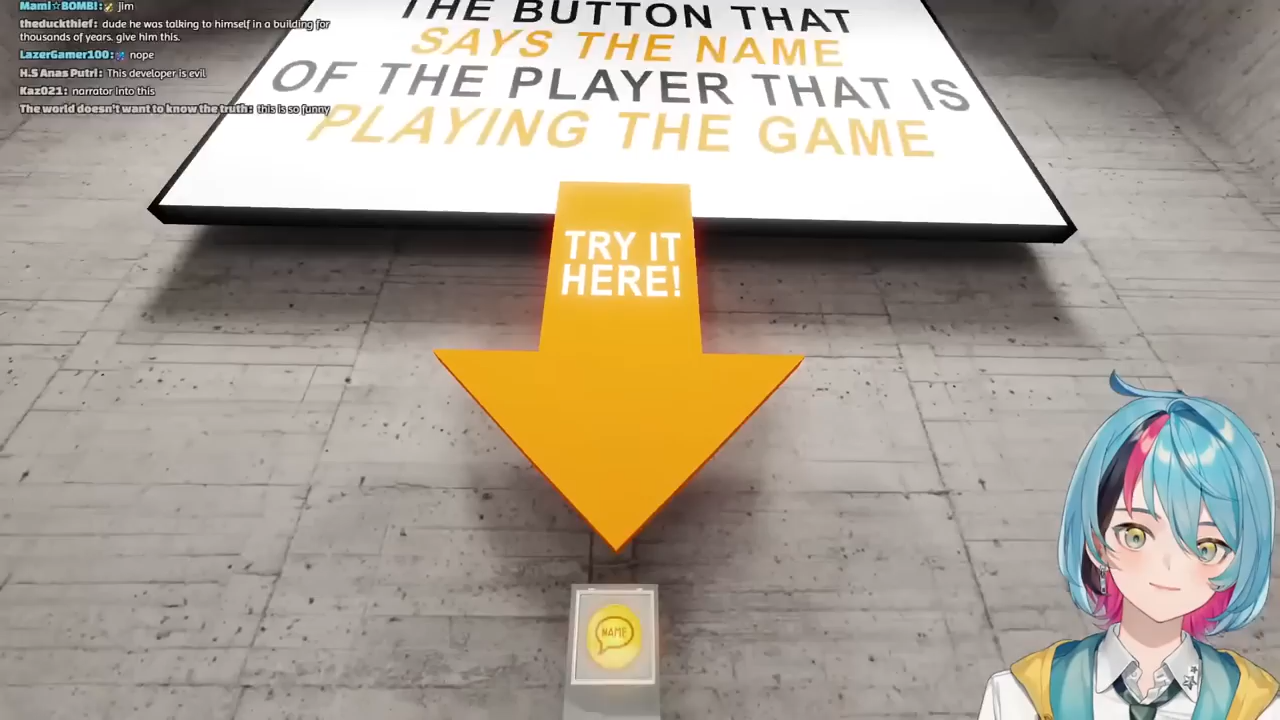 Mami☆BOMB!: jim
theduckthief: dude he was talking to himself in a building for
thousands of years. give him this.
LazerGamer100: nope
H.S Anas Putri: This developer is evil
Kaz021: narrator into this
The world doesn't want to know the truth: this is so funny
THE BUTTON THAT
SAYS THE NAME
OF THE PLAYER THAT IS
PLAYING THE GAME
TRY IT
HERE!
NAME